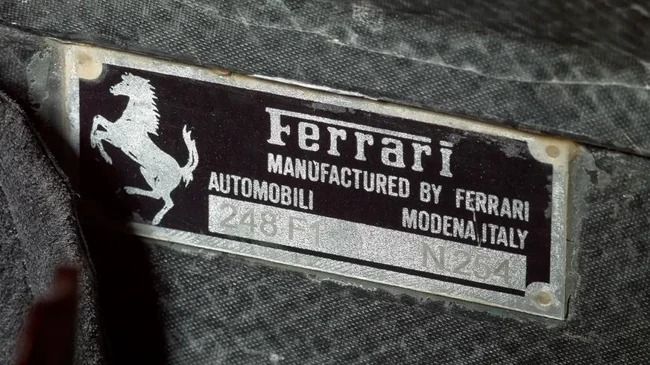 Ferrari
MANUFACTURED BY FERRARI
AUTOMOBILI MODENA, ITALY
248 F1 N.254